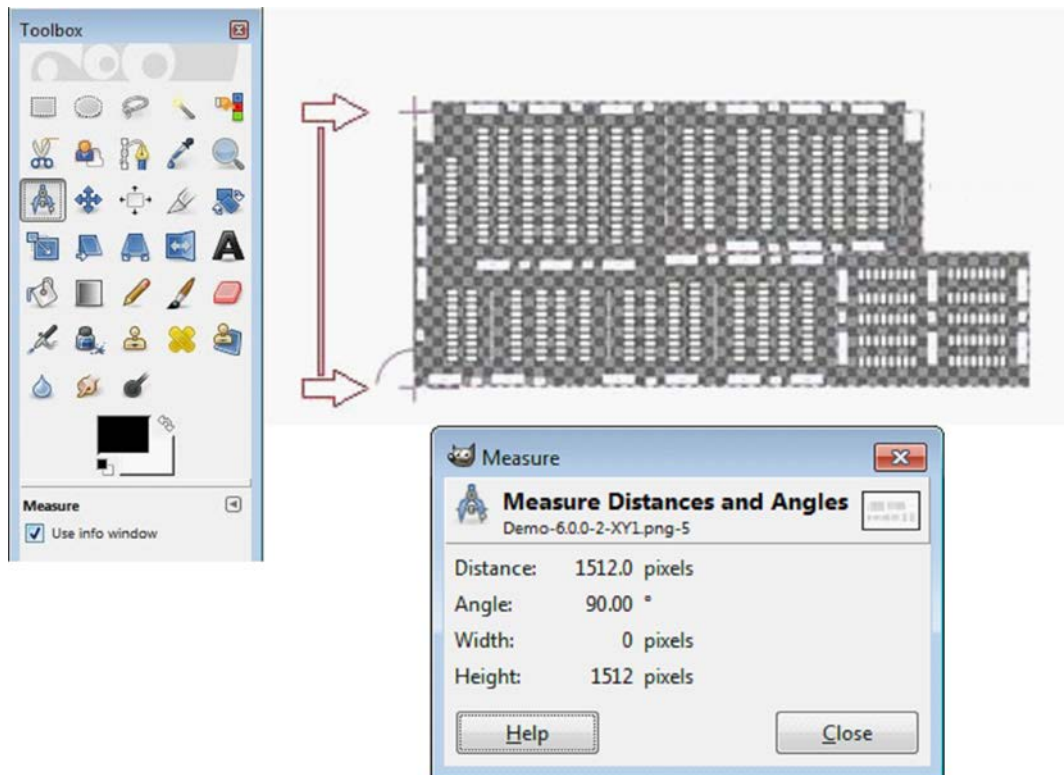 Toolbox
Measure
Use info window
Measure
Measure Distances and Angles
Demo-6.0.0-2-XY1.png-5
Distance: 1512.0 pixels
Angle: 90.00 °
Width: 0 pixels
Height: 1512 pixels
Help Close